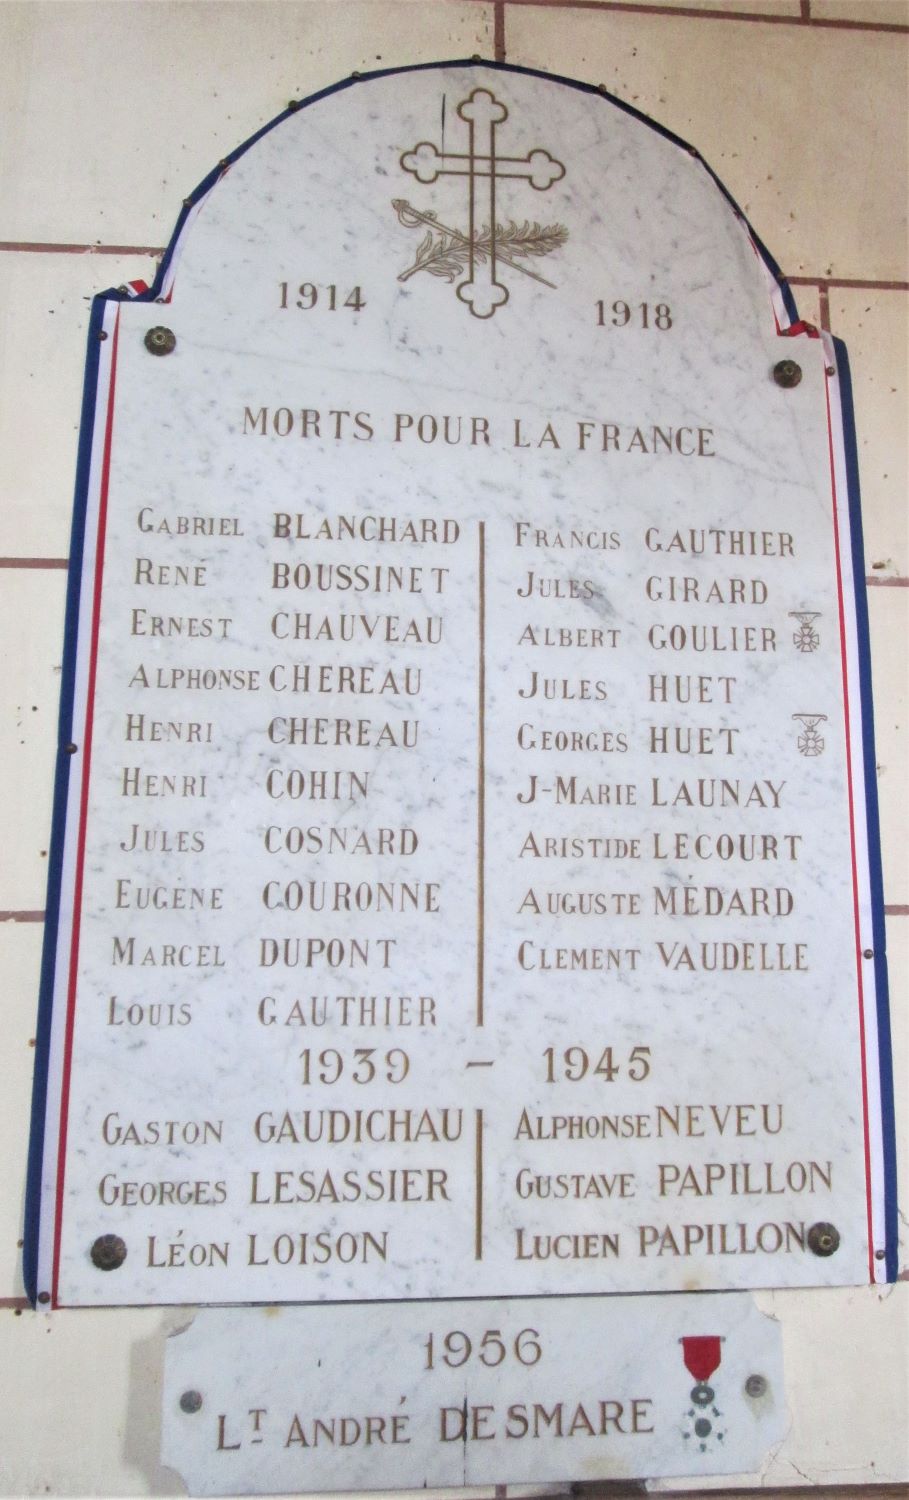 1914 1918
MORTS POUR LA FRANCE
GABRIEL BLANCHARD
RENÉ BOUSSINET
ERNEST CHAUVEAU
ALPHONSE CHEREAU
HENRI CHEREAU
HENRI COHIN
JULES COSNARD
EUGÈNE COURONNE
MARCEL DUPONT
LOUIS GAUTHIER
FRANCIS GAUTHIER
JULES GIRARD
ALBERT GOULIER
JULES HUET
GEORGES HUET
J-MARIE LAUNAY
ARISTIDE LECOURT
AUGUSTE MÉDARD
CLEMENT VAUDELLE
1939 - 1945
GASTON GAUDICHAU
GEORGES LESASSIER
LÉON LOISON
ALPHONSE NEVEU
GUSTAVE PAPILLON
LUCIEN PAPILLON
1956
LT ANDRÉ DESMARE